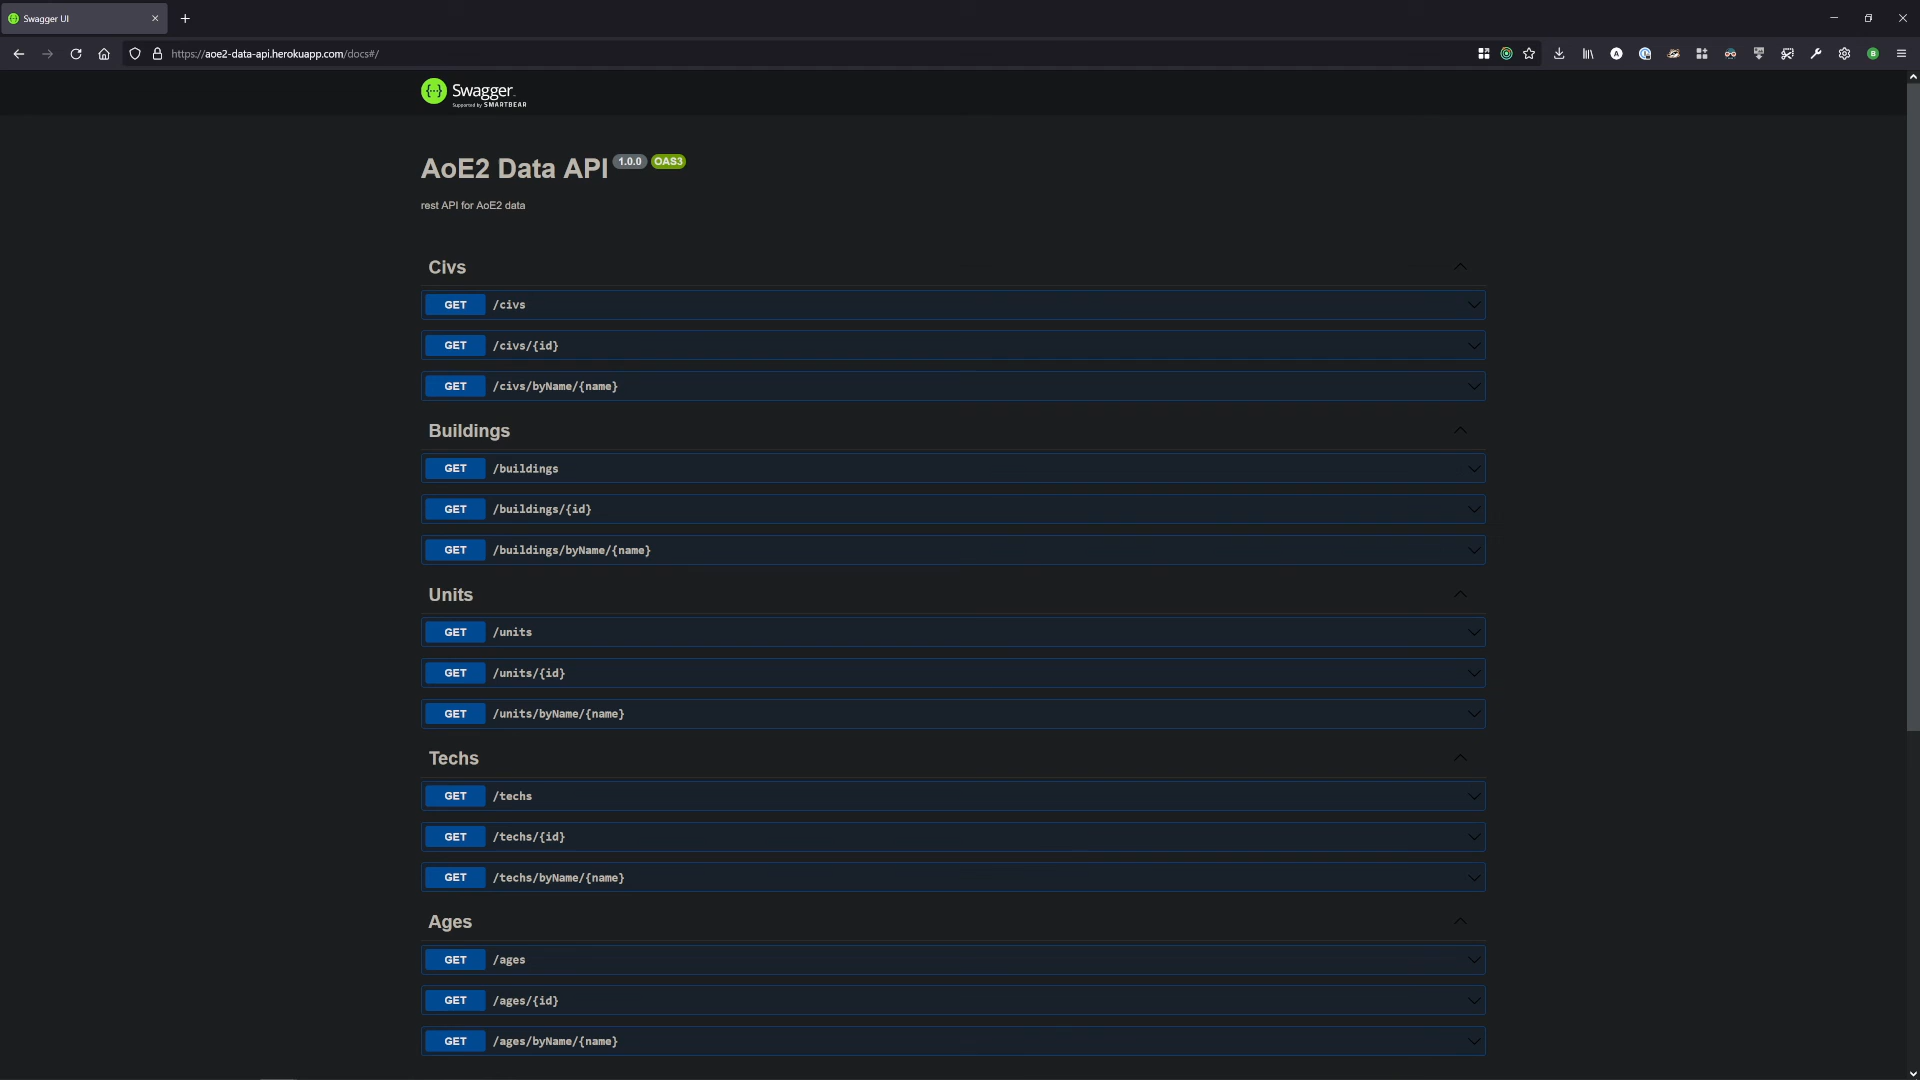 Swagger UI
https://aoe2-data-api.herokuapp.com/docs#/
Swagger
Supported by SMARTBEAR
AoE2 Data API 1.0.0 OAS3
rest API for AoE2 data
Civs
GET /civs
GET /civs/{id}
GET /civs/byName/{name}
Buildings
GET /buildings
GET /buildings/{id}
GET /buildings/byName/{name}
Units
GET /units
GET /units/{id}
GET /units/byName/{name}
Techs
GET /techs
GET /techs/{id}
GET /techs/byName/{name}
Ages
GET /ages
GET /ages/{id}
GET /ages/byName/{name}